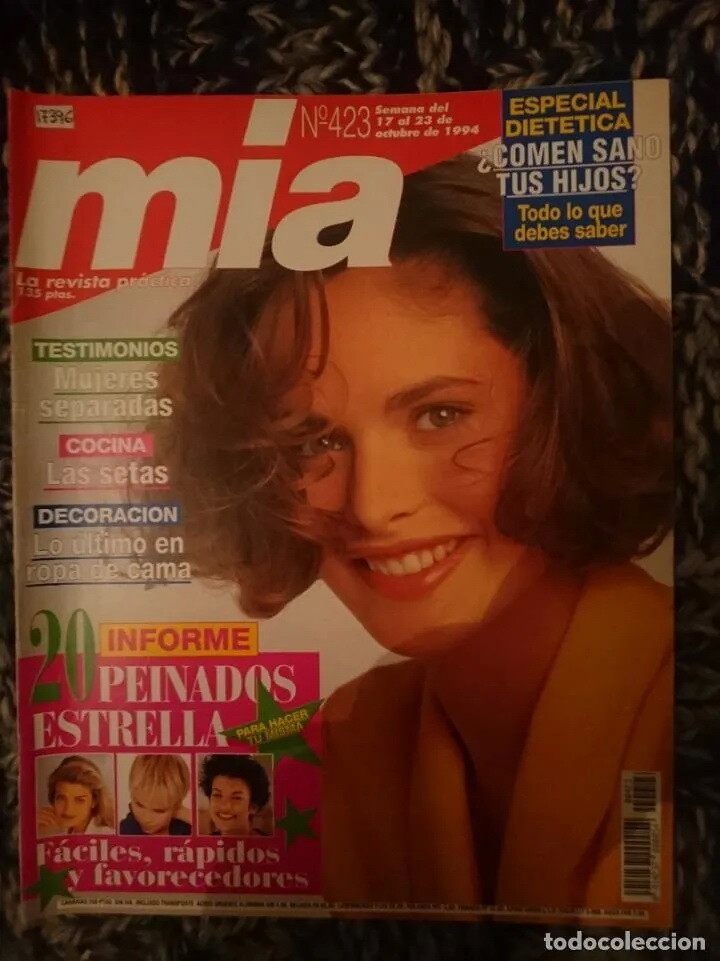 17396
Nº423
Semana del
17 al 23 de
octubre de 1994
mia
La revista práctica
135 ptas.
ESPECIAL
DIETETICA
¿COMEN SANO
TUS HIJOS?
Todo lo que
debes saber
TESTIMONIOS
Mujeres
separadas
COCINA
Las setas
DECORACION
Lo último en
ropa de cama
20 INFORME
PEINADOS
ESTRELLA
PARA HACER
TU MISMA
Fáciles, rápidos
y favorecedores
todocoleccion